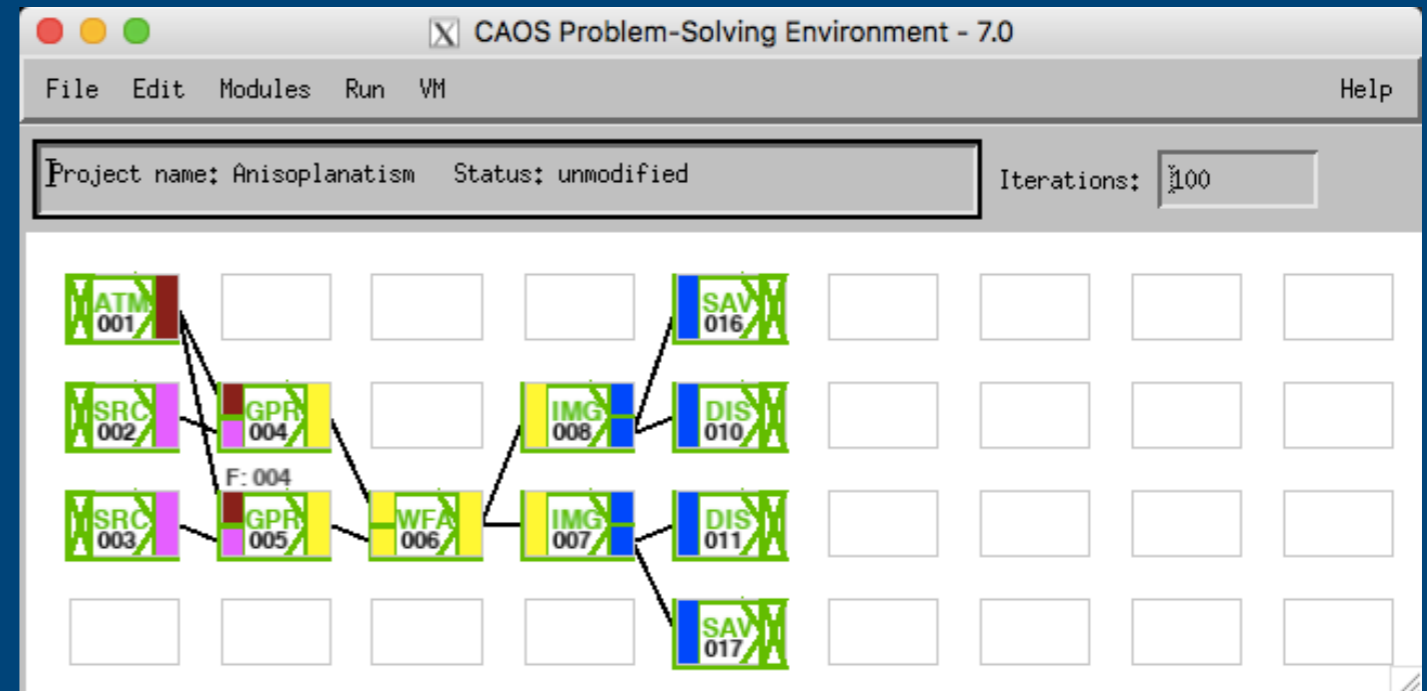 CAOS Problem-Solving Environment - 7.0
File Edit Modules Run VM Help
Project name: Anisoplanatism Status: unmodified
Iterations: 100
ATM
001
SAV
016
SRC
002
GPR
004
IMG
008
DIS
010
F: 004
SRC
003
GPR
005
WFA
006
IMG
007
DIS
011
SAV
017